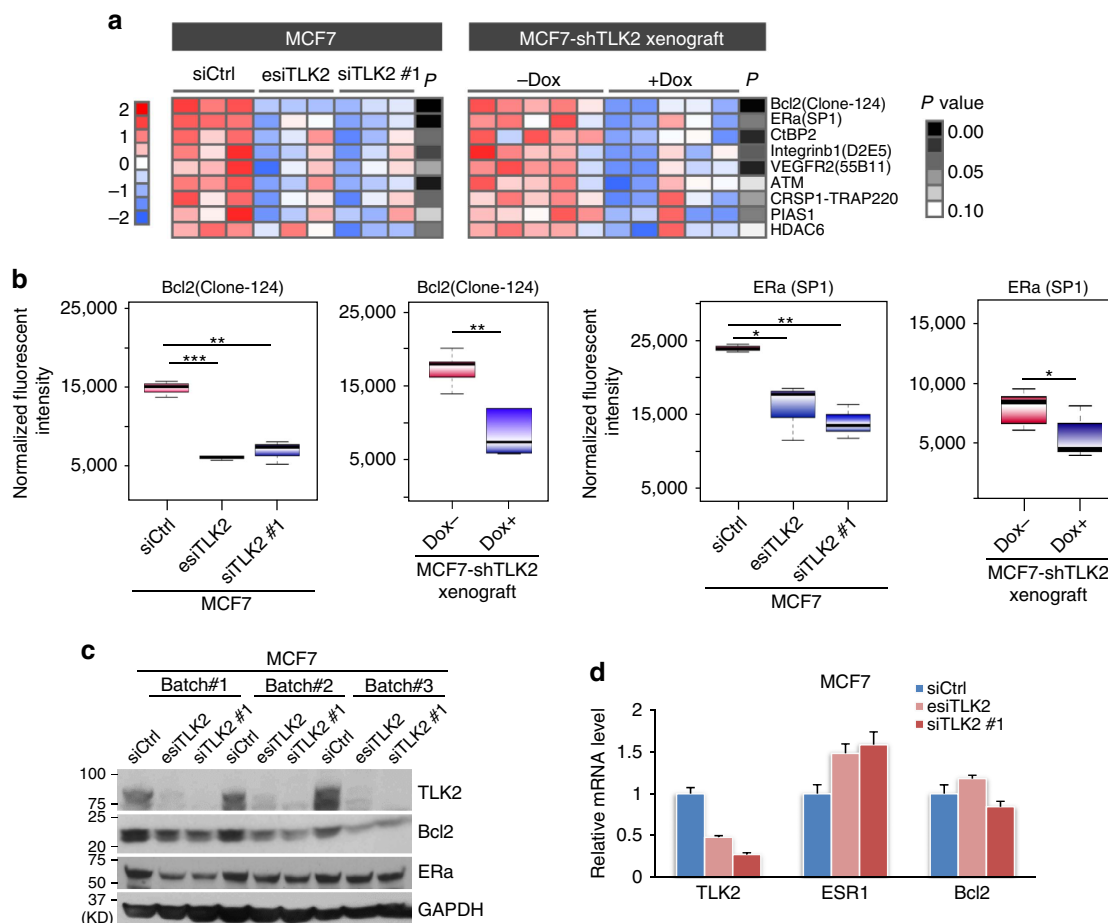 a
MCF7
MCF7-shTLK2 xenograft
siCtrl esiTLK2 siTLK2 #1 P
–Dox +Dox P
2
1
0
–1
–2
Bcl2(Clone-124)
ERa(SP1)
CtBP2
Integrinb1(D2E5)
VEGFR2(55B11)
ATM
CRSP1-TRAP220
PIAS1
HDAC6
P value
0.00
0.05
0.10
b
Bcl2(Clone-124)
Normalized fluorescent
intensity
25,000
15,000
5,000
**
***
siCtrl
esiTLK2
siTLK2 #1
MCF7
Bcl2(Clone-124)
25,000
15,000
5,000
**
Dox–
Dox+
MCF7-shTLK2
xenograft
ERa (SP1)
Normalized fluorescent
intensity
25,000
15,000
5,000
**
*
siCtrl
esiTLK2
siTLK2 #1
MCF7
ERa (SP1)
15,000
10,000
5,000
*
Dox–
Dox+
MCF7-shTLK2
xenograft
c
MCF7
Batch#1 Batch#2 Batch#3
siCtrl esiTLK2 siTLK2 #1 siCtrl esiTLK2 siTLK2 #1 siCtrl esiTLK2 siTLK2 #1
100
75
TLK2
25
20
Bcl2
75
50
ERa
37
(KD)
GAPDH
d
MCF7
siCtrl
esiTLK2
siTLK2 #1
Relative mRNA level
2
1.5
1
0.5
0
TLK2 ESR1 Bcl2